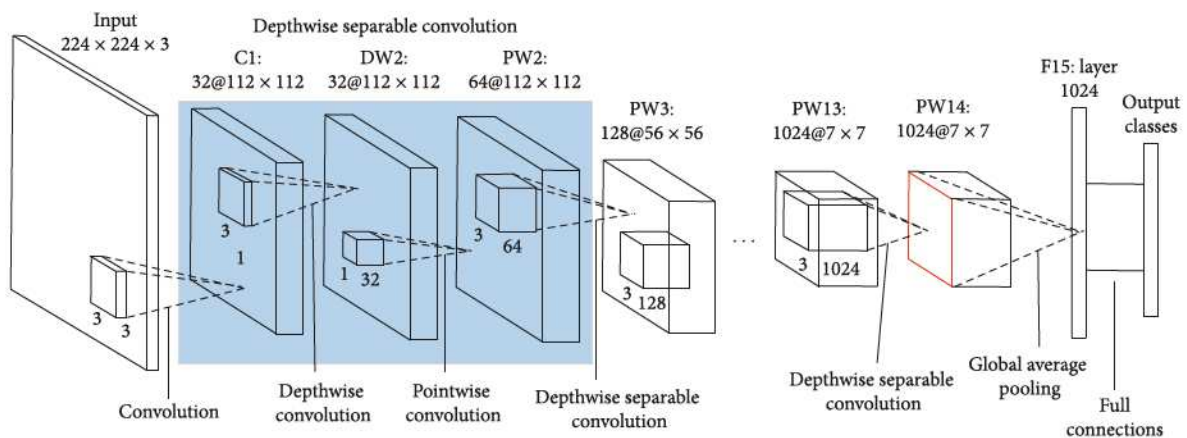 Input
224 × 224 × 3
Depthwise separable convolution
C1:
32@112 × 112
DW2:
32@112 × 112
PW2:
64@112 × 112
PW3:
128@56 × 56
PW13:
1024@7 × 7
PW14:
1024@7 × 7
F15: layer
1024
Output
classes
3
3
3
1
1
32
3
64
3
128
...
3
1024
Convolution
Depthwise
convolution
Pointwise
convolution
Depthwise separable
convolution
Depthwise separable
convolution
Global average
pooling
Full
connections